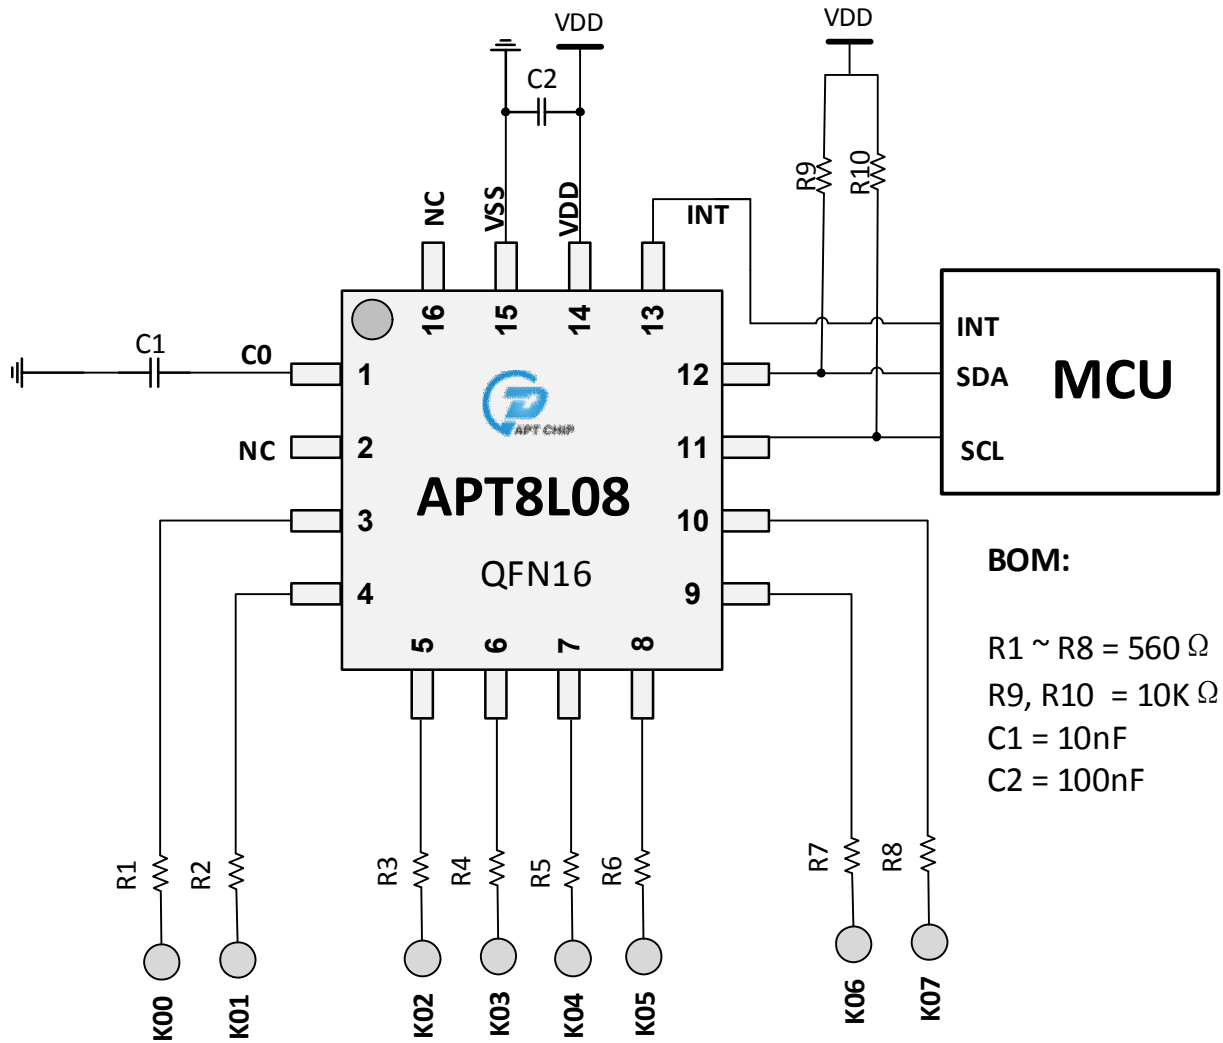 VDD
VDD
C2
R9
R10
NC
VSS
VDD
INT
16
15
14
13
C1
C0
1
12
INT
SDA
MCU
APT CHIP
NC
2
11
SCL
APT8L08
3
10
QFN16
4
9
5
6
7
8
BOM:
R1 ~ R8 = 560 Ω
R9, R10 = 10K Ω
C1 = 10nF
C2 = 100nF
R1
R2
R3
R4
R5
R6
R7
R8
K00
K01
K02
K03
K04
K05
K06
K07